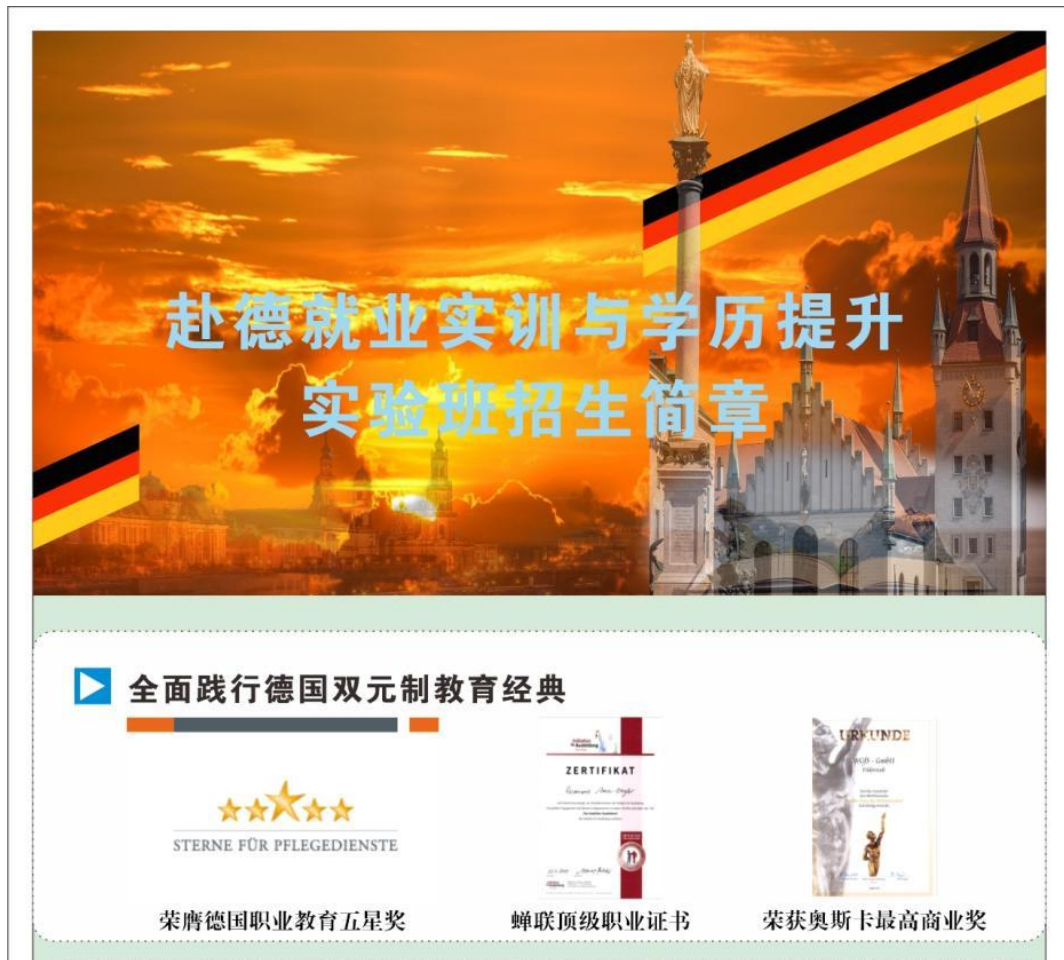 赴德就业实训与学历提升
实验班招生简章
全面践行德国双元制教育经典
STERNE FÜR PFLEGEDIENSTE
ZERTIFIKAT
URKUNDE
荣膺德国职业教育五星奖
蝉联顶级职业证书
荣获奥斯卡最高商业奖